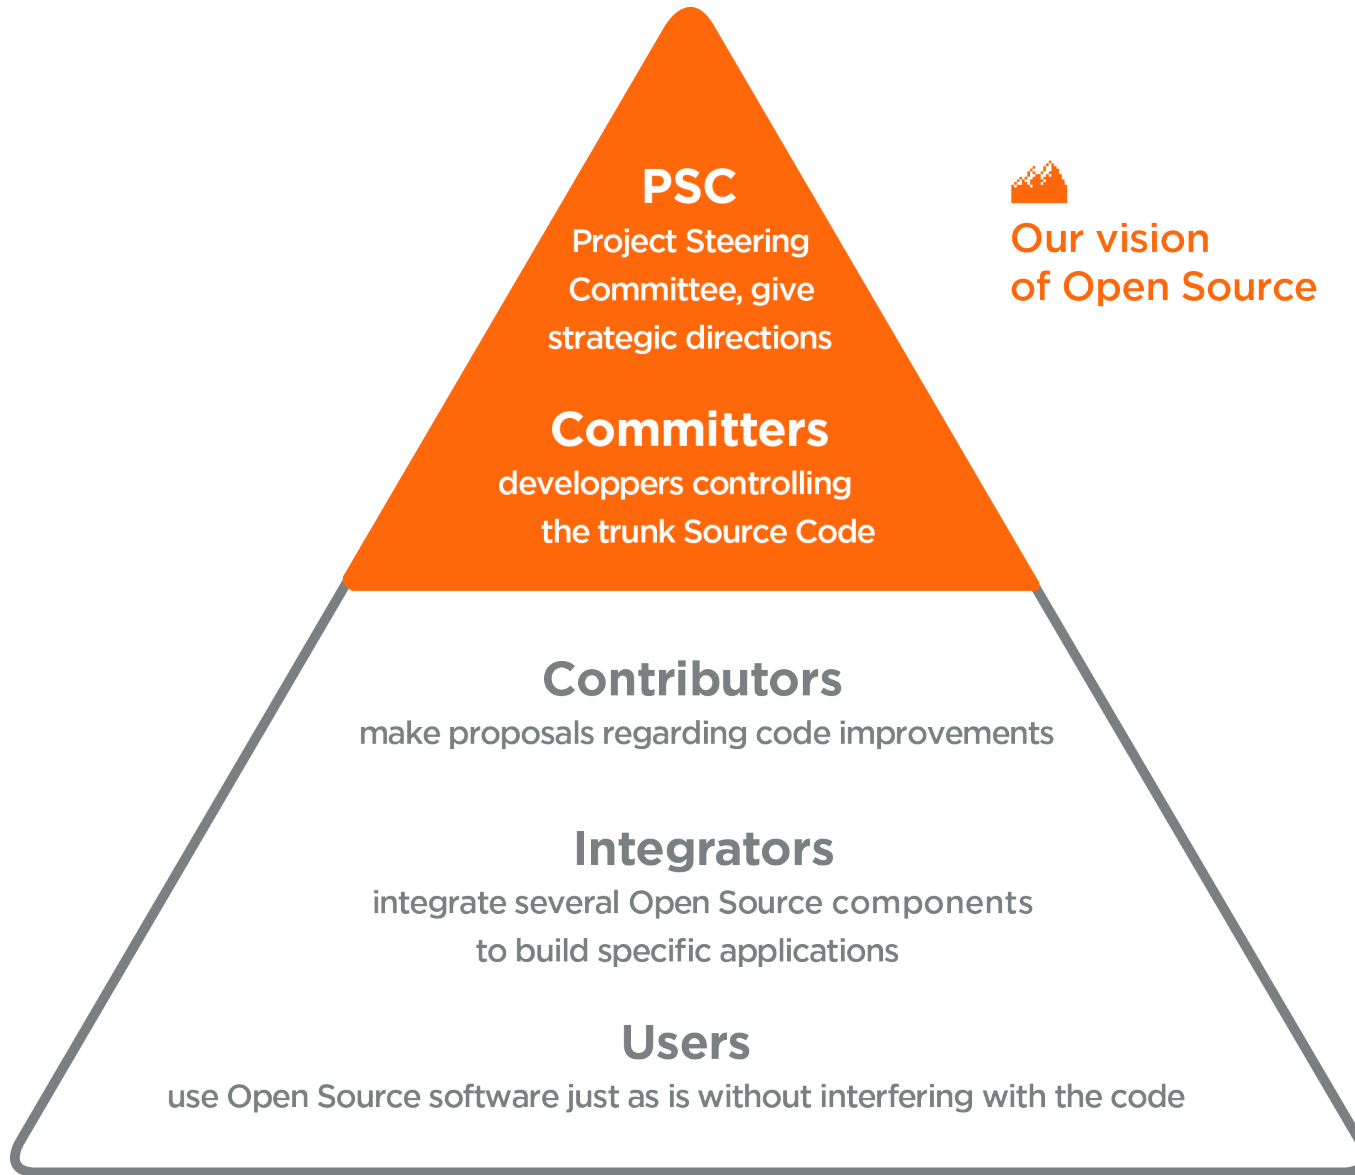 PSC
Project Steering
Committee, give
strategic directions
Our vision
of Open Source
Committers
developpers controlling
the trunk Source Code
Contributors
make proposals regarding code improvements
Integrators
integrate several Open Source components
to build specific applications
Users
use Open Source software just as is without interfering with the code